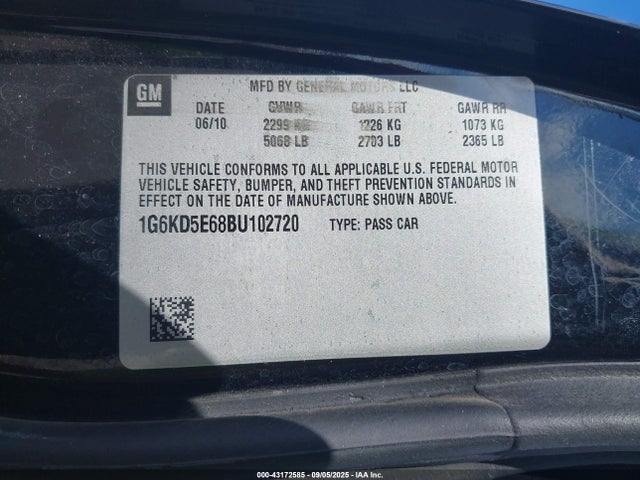 GM
MFD BY GENERAL MOTORS LLC
DATE GVWR GAWR FRT GAWR RR
06/10 2299 KG 1226 KG 1073 KG
5068 LB 2703 LB 2365 LB
THIS VEHICLE CONFORMS TO ALL APPLICABLE U.S. FEDERAL MOTOR
VEHICLE SAFETY, BUMPER, AND THEFT PREVENTION STANDARDS IN
EFFECT ON THE DATE OF MANUFACTURE SHOWN ABOVE.
1G6KD5E68BU102720 TYPE: PASS CAR
000-43172585 - 09/05/2025 - IAAI, Inc.